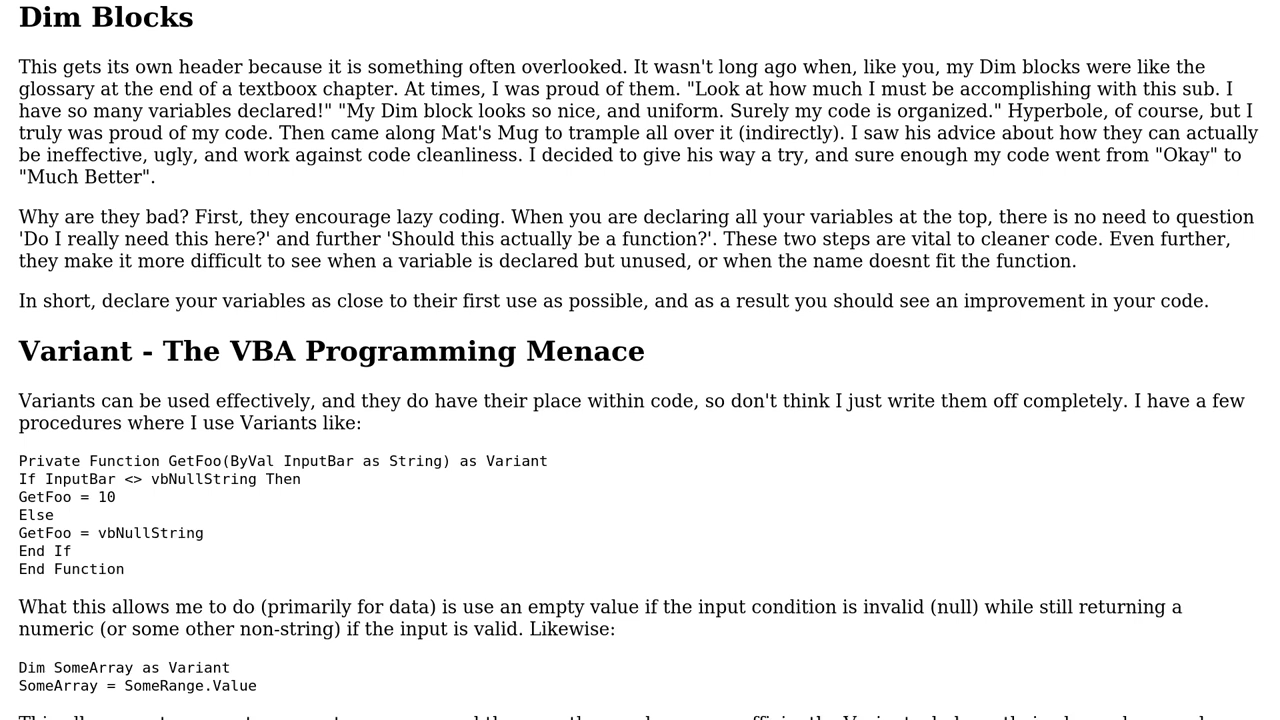 Dim Blocks
This gets its own header because it is something often overlooked. It wasn't long ago when, like you, my Dim blocks were like the
glossary at the end of a textboox chapter. At times, I was proud of them. "Look at how much I must be accomplishing with this sub. I
have so many variables declared!" "My Dim block looks so nice, and uniform. Surely my code is organized." Hyperbole, of course, but I
truly was proud of my code. Then came along Mat's Mug to trample all over it (indirectly). I saw his advice about how they can actually
be ineffective, ugly, and work against code cleanliness. I decided to give his way a try, and sure enough my code went from "Okay" to
"Much Better".
Why are they bad? First, they encourage lazy coding. When you are declaring all your variables at the top, there is no need to question
'Do I really need this here?' and further 'Should this actually be a function?'. These two steps are vital to cleaner code. Even further,
they make it more difficult to see when a variable is declared but unused, or when the name doesnt fit the function.
In short, declare your variables as close to their first use as possible, and as a result you should see an improvement in your code.
Variant - The VBA Programming Menace
Variants can be used effectively, and they do have their place within code, so don't think I just write them off completely. I have a few
procedures where I use Variants like:
Private Function GetFoo(ByVal InputBar as String) as Variant
If InputBar <> vbNullString Then
GetFoo = 10
Else
GetFoo = vbNullString
End If
End Function
What this allows me to do (primarily for data) is use an empty value if the input condition is invalid (null) while still returning a
numeric (or some other non-string) if the input is valid. Likewise:
Dim SomeArray as Variant
SomeArray = SomeRange.Value